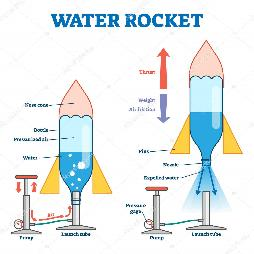 WATER ROCKET
Thrust
Weight
Air friction
Nose cone
Bottle
Pressurized air
Water
Fins
Nozzle
Expelled water
Air
Pressure
gage
Pump
Launch tube
Pump
Launch tube